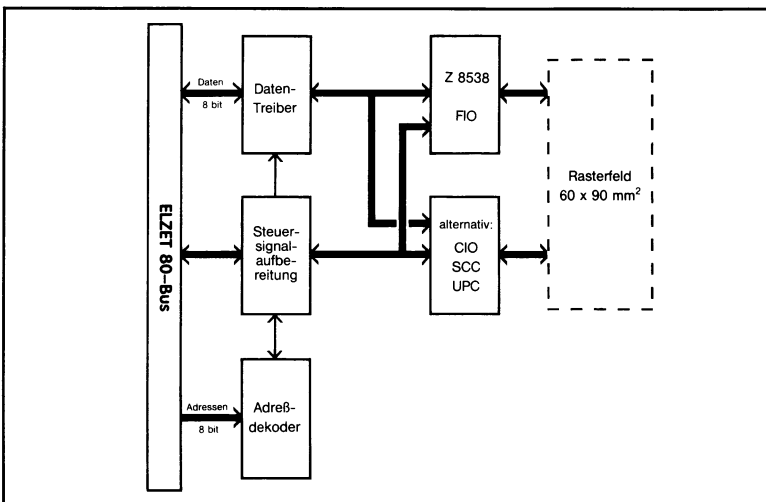 ELZET 80-Bus
Daten
8 bit
Daten-
Treiber
Z 8538
FIO
Rasterfeld
60 x 90 mm²
Steuer-
signal-
aufbe-
reitung
alternativ:
CIO
SCC
UPC
Adressen
8 bit
Adreß-
dekoder